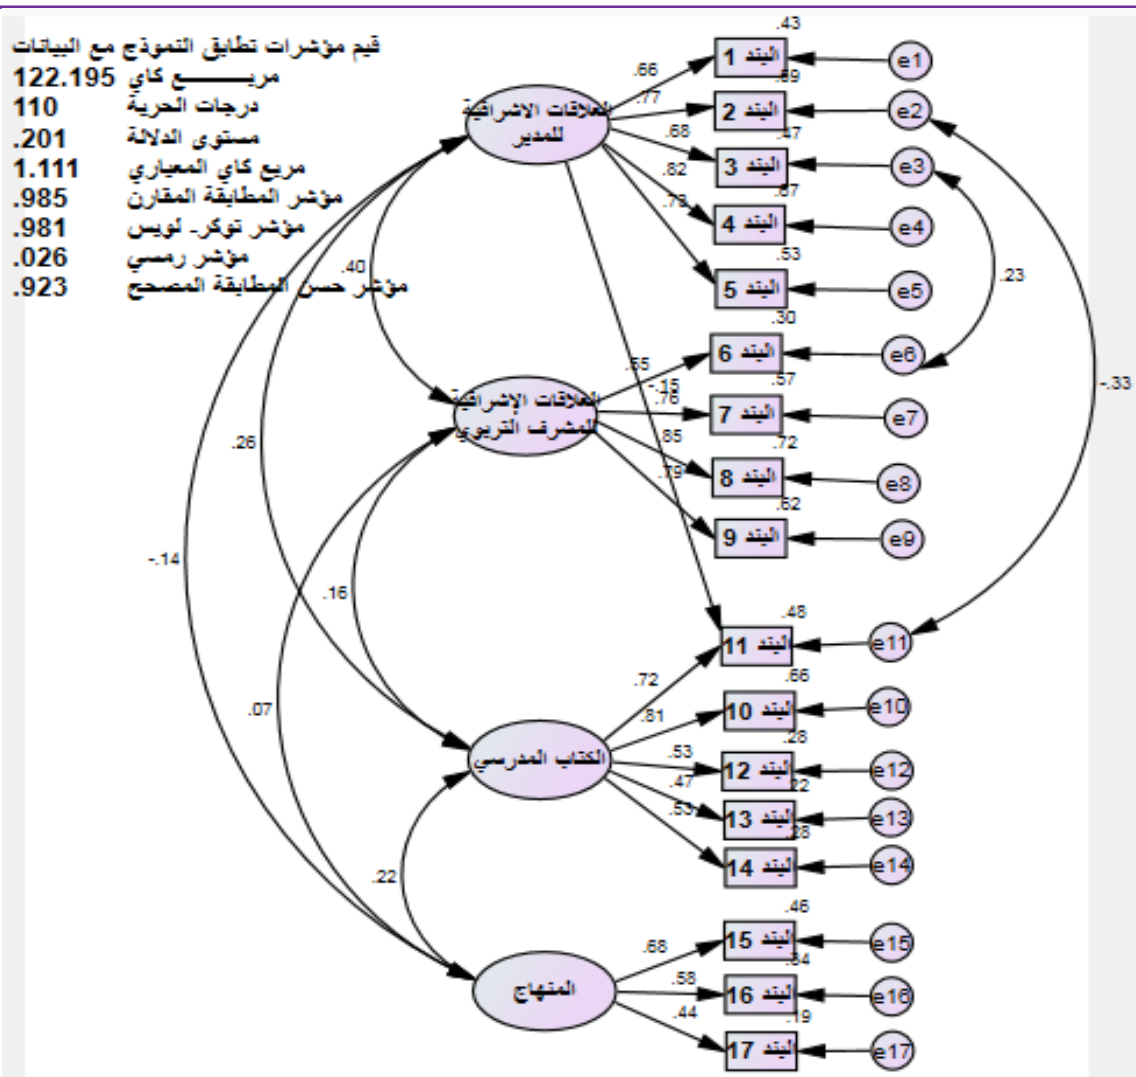 قيم مؤشرات تطابق النموذج مع البيانات
مربـــــــع كاي 122.195
درجات الحرية 110
مستوى الدلالة .201
مربع كاي المعياري 1.111
مؤشر المطابقة المقارن .985
مؤشر توكر- لويس .981
مؤشر رمسي .026
مؤشر حسن المطابقة المصحح .923
العلاقات الاشرافية
للمدير
العلاقات الإشرافية
للمشرف التربوي
الكتاب المدرسي
المنهاج
.40
.26
-.14
.16
.07
.22
.66
.77
.68
.82
.73
-.15
.55
.76
.85
.79
.72
.81
.53
.47
.53
.68
.58
.44
.43
البند 1
e1
.59
البند 2
e2
.47
البند 3
e3
.67
البند 4
e4
.53
البند 5
e5
.30
البند 6
e6
.57
البند 7
e7
.72
البند 8
e8
.62
البند 9
e9
.48
البند 11
e11
.66
البند 10
e10
.28
البند 12
e12
.22
البند 13
e13
.28
البند 14
e14
.46
البند 15
e15
.34
البند 16
e16
.19
البند 17
e17
.23
-.33